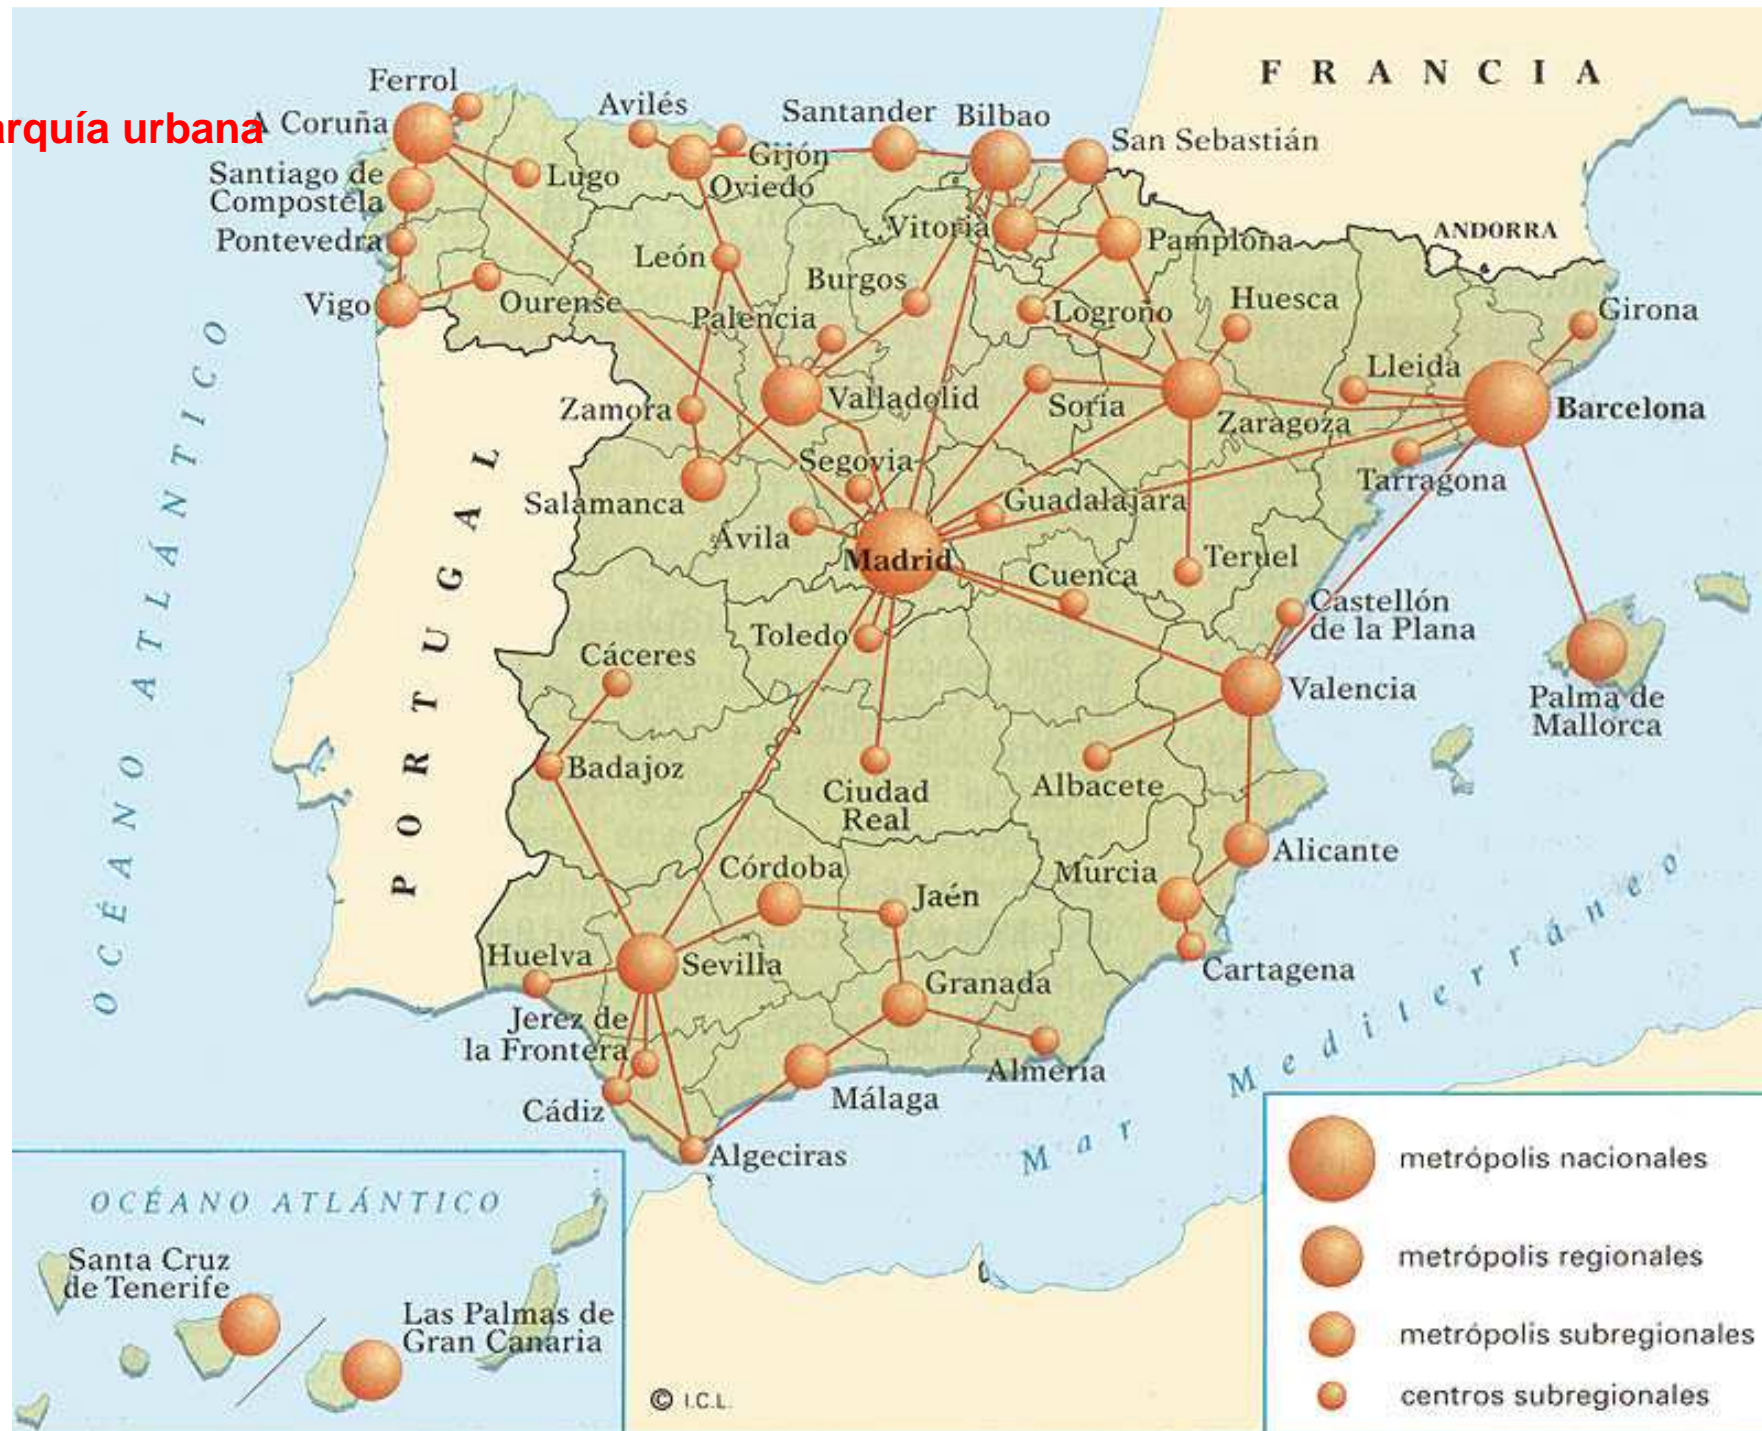 arquía urbana
FRANCIA
Ferrol
A Coruña
Avilés
Santander
Bilbao
San Sebastián
Gijón
Santiago de
Compostela
Lugo
Oviedo
Pontevedra
Vitoria
Pamplona
ANDORRA
León
Burgos
Vigo
Ourense
Palencia
Logroño
Huesca
Girona
Lleida
Zamora
Valladolid
Soria
Zaragoza
Barcelona
Segovia
Tarragona
Salamanca
Guadalajara
Ávila
Madrid
Teruel
Cuenca
Castellón
de la Plana
Toledo
Cáceres
Valencia
Palma de
Mallorca
Badajoz
Ciudad
Real
Albacete
PORTUGAL
OCÉANO ATLÁNTICO
Alicante
Murcia
Córdoba
Jaén
Huelva
Sevilla
Cartagena
Granada
Jerez de
la Frontera
Almería
Cádiz
Málaga
Mar Mediterráneo
Algeciras
OCÉANO ATLÁNTICO
Santa Cruz
de Tenerife
Las Palmas de
Gran Canaria
© I.C.L.
metrópolis nacionales
metrópolis regionales
metrópolis subregionales
centros subregionales